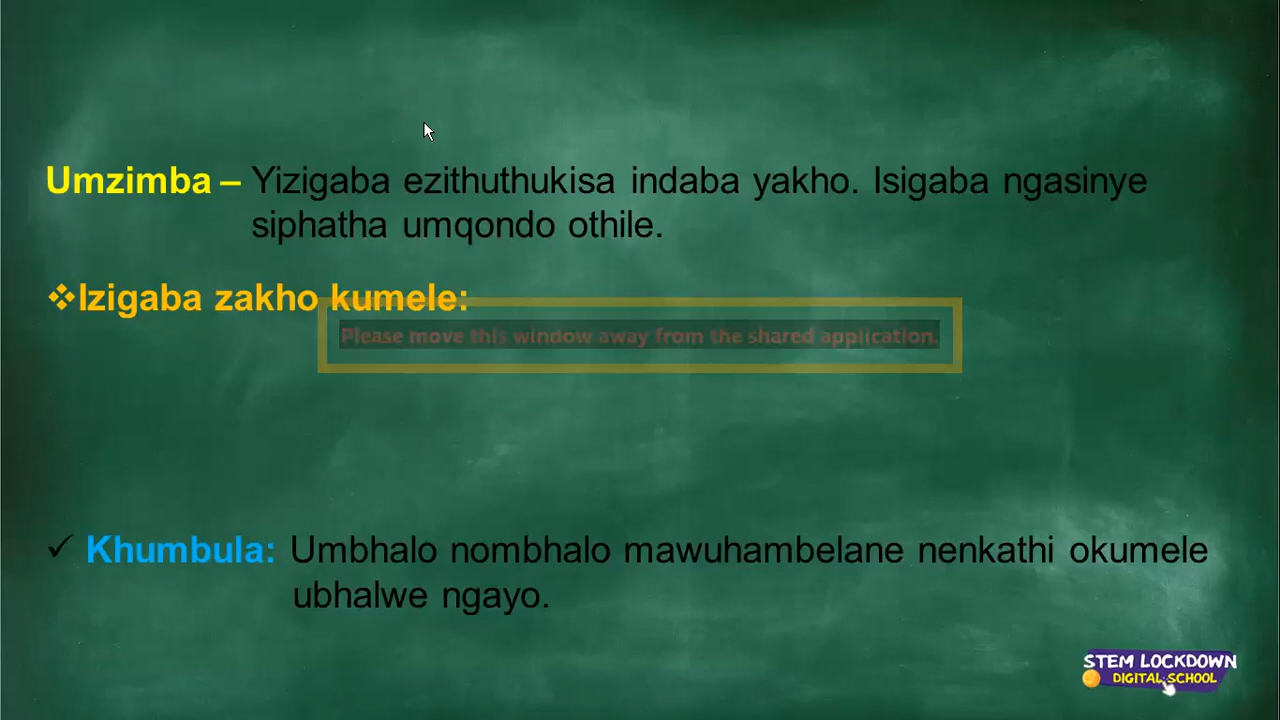 Umzimba – Yizigaba ezithuthukisa indaba yakho. Isigaba ngasinye
siphatha umqondo othile.
❖Izigaba zakho kumele:
Please move this window away from the shared application.
✓ Khumbula: Umbhalo nombhalo mawuhambelane nenkathi okumele
ubhalwe ngayo.
STEM LOCKDOWN
DIGITAL SCHOOL